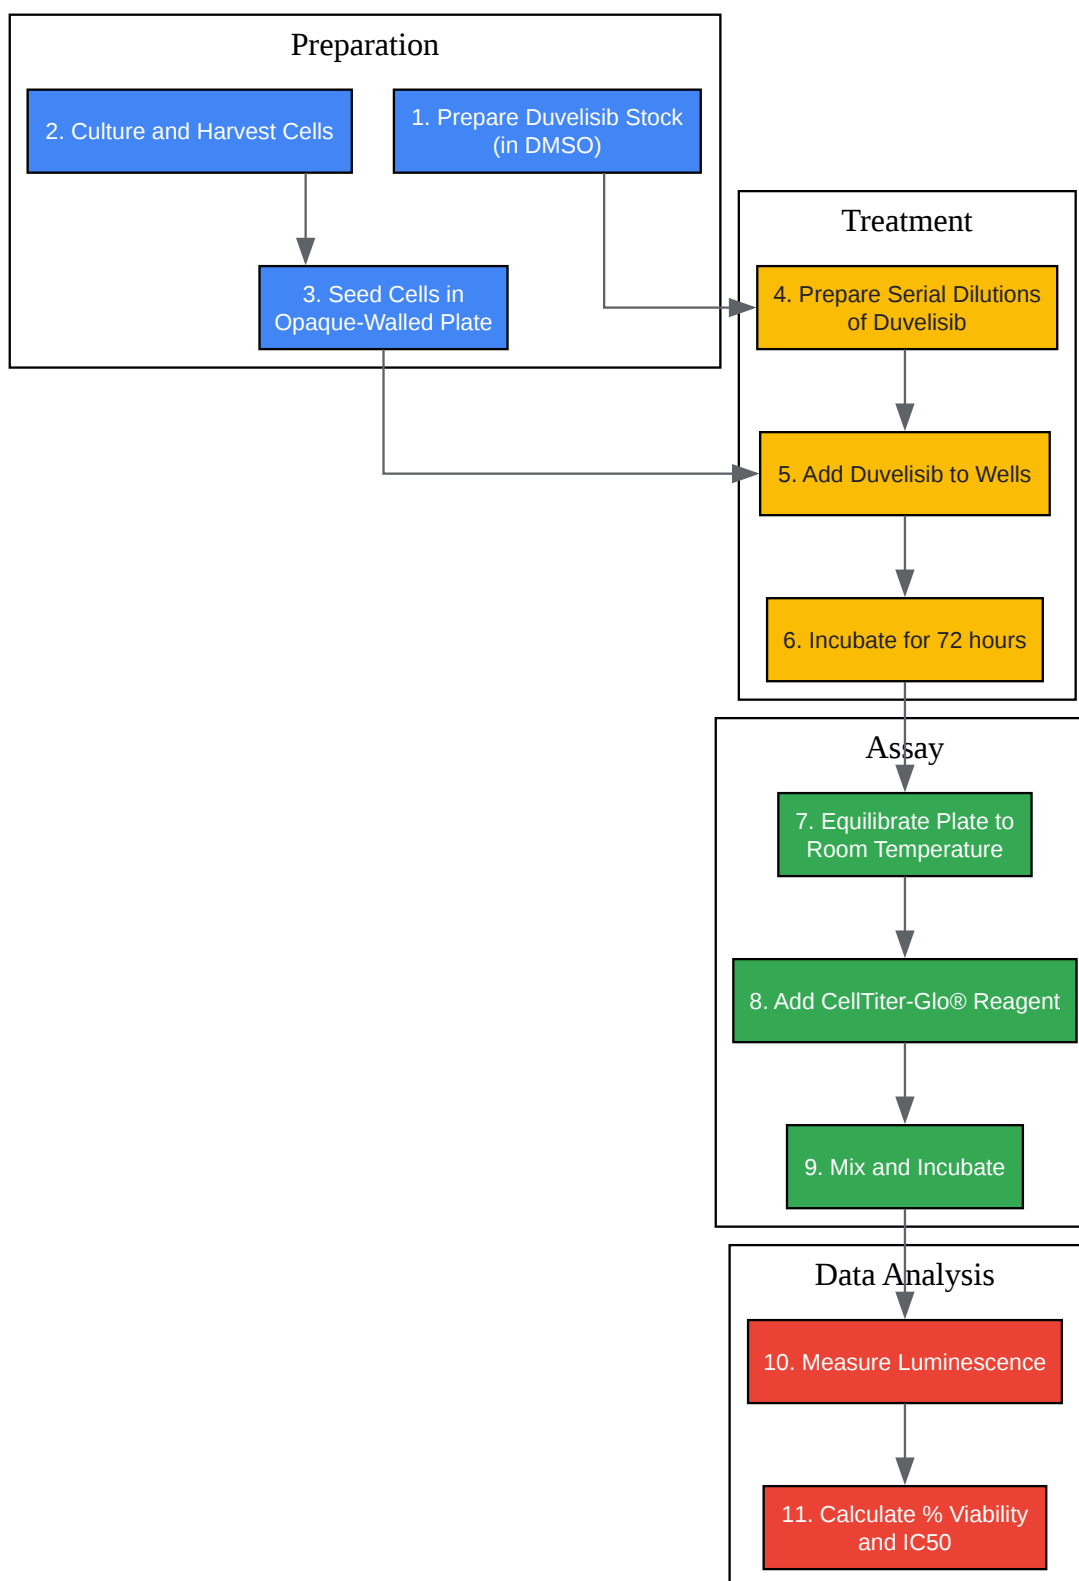 Preparation
2. Culture and Harvest Cells
1. Prepare Duvelisib Stock
(in DMSO)
3. Seed Cells in
Opaque-Walled Plate
Treatment
4. Prepare Serial Dilutions
of Duvelisib
5. Add Duvelisib to Wells
6. Incubate for 72 hours
Assay
7. Equilibrate Plate to
Room Temperature
8. Add CellTiter-Glo® Reagent
9. Mix and Incubate
Data Analysis
10. Measure Luminescence
11. Calculate % Viability
and IC50